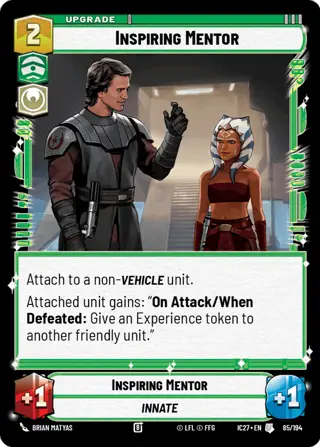 UPGRADE
2
INSPIRING MENTOR
Attach to a non-VEHICLE unit.
Attached unit gains: “On Attack/When
Defeated: Give an Experience token to
another friendly unit.”
+1
INSPIRING MENTOR
+1
INNATE
BRIAN MATYAS
© LFL © FFG
IC27•EN
85/194